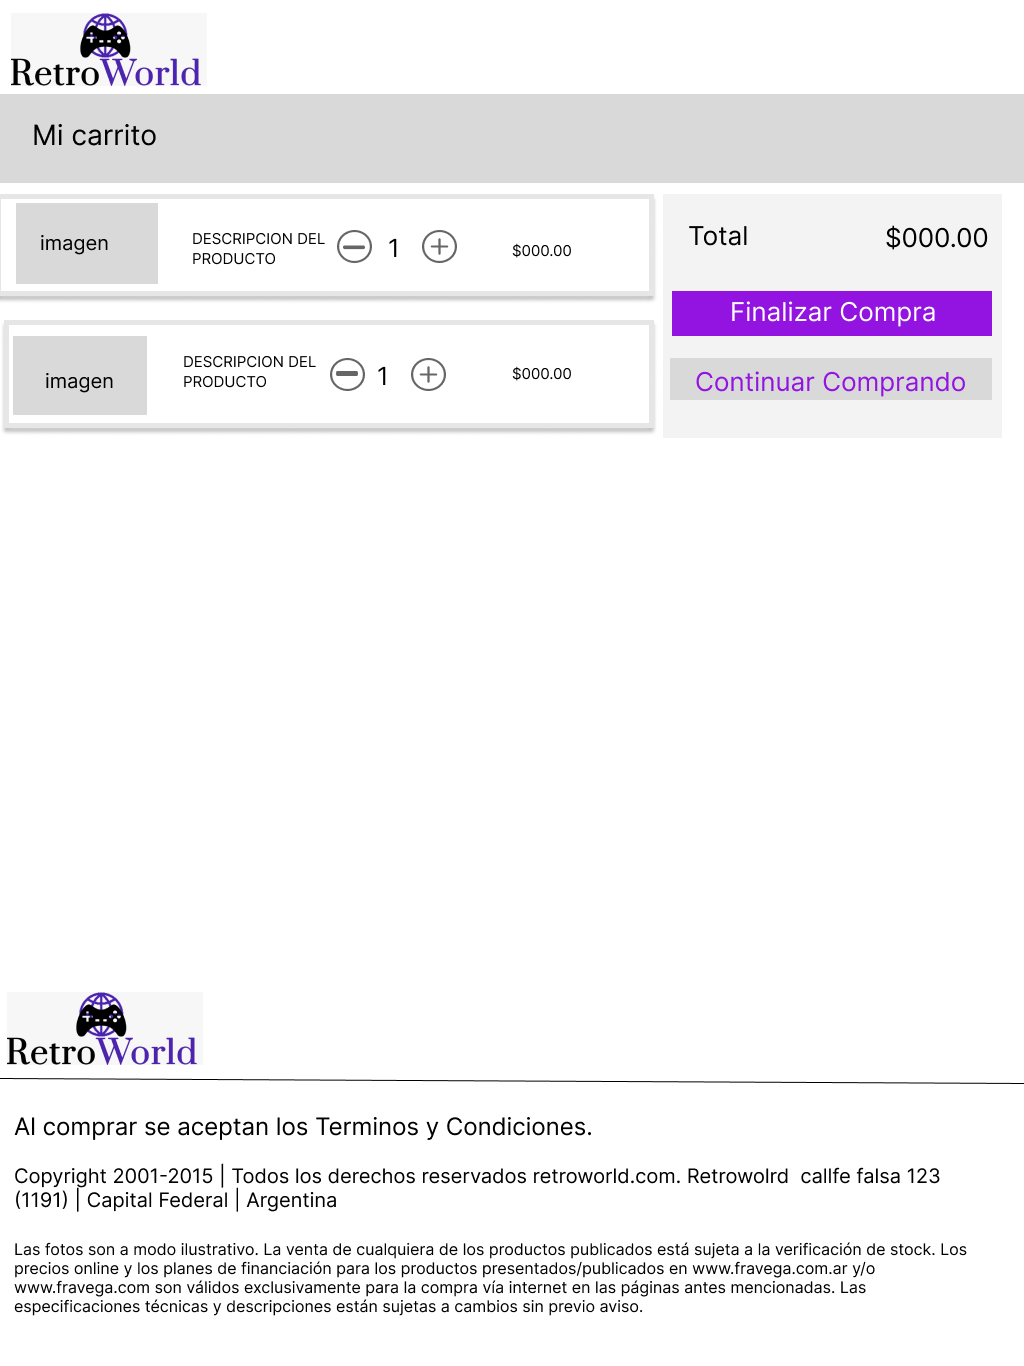 RetroWorld
Mi carrito
imagen
DESCRIPCION DEL
PRODUCTO
1
$000.00
Total
$000.00
Finalizar Compra
Continuar Comprando
imagen
DESCRIPCION DEL
PRODUCTO
1
$000.00
RetroWorld
Al comprar se aceptan los Terminos y Condiciones.
Copyright 2001-2015 | Todos los derechos reservados retroworld.com. Retrowolrd  callfe falsa 123
(1191) | Capital Federal | Argentina
Las fotos son a modo ilustrativo. La venta de cualquiera de los productos publicados está sujeta a la verificación de stock. Los
precios online y los planes de financiación para los productos presentados/publicados en www.fravega.com.ar y/o
www.fravega.com son válidos exclusivamente para la compra vía internet en las páginas antes mencionadas. Las
especificaciones técnicas y descripciones están sujetas a cambios sin previo aviso.